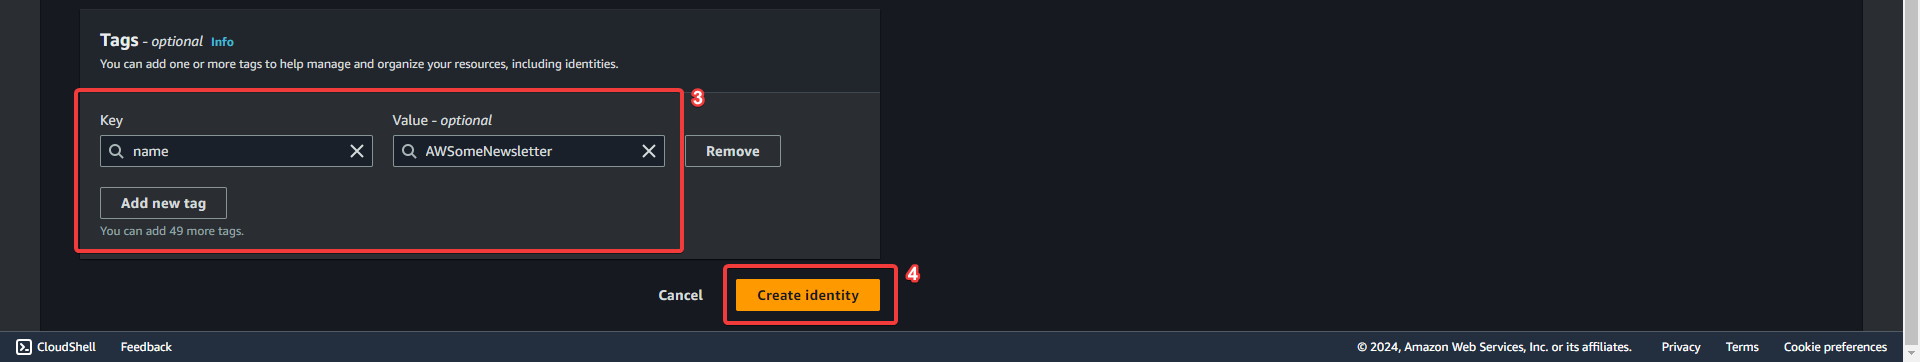 Tags - optional Info
You can add one or more tags to help manage and organize your resources, including identities.
3
Key Value - optional
name AWSomeNewsletter Remove
Add new tag
You can add 49 more tags.
4
Cancel Create identity
CloudShell Feedback © 2024, Amazon Web Services, Inc. or its affiliates. Privacy Terms Cookie preferences